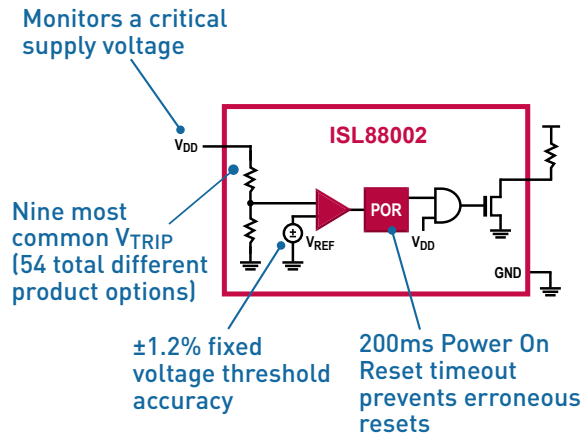 Monitors a critical
supply voltage
ISL88002
VDD
Nine most
common VTRIP
(54 total different
product options)
POR
±
VREF
VDD
GND
±1.2% fixed
voltage threshold
accuracy
200ms Power On
Reset timeout
prevents erroneous
resets